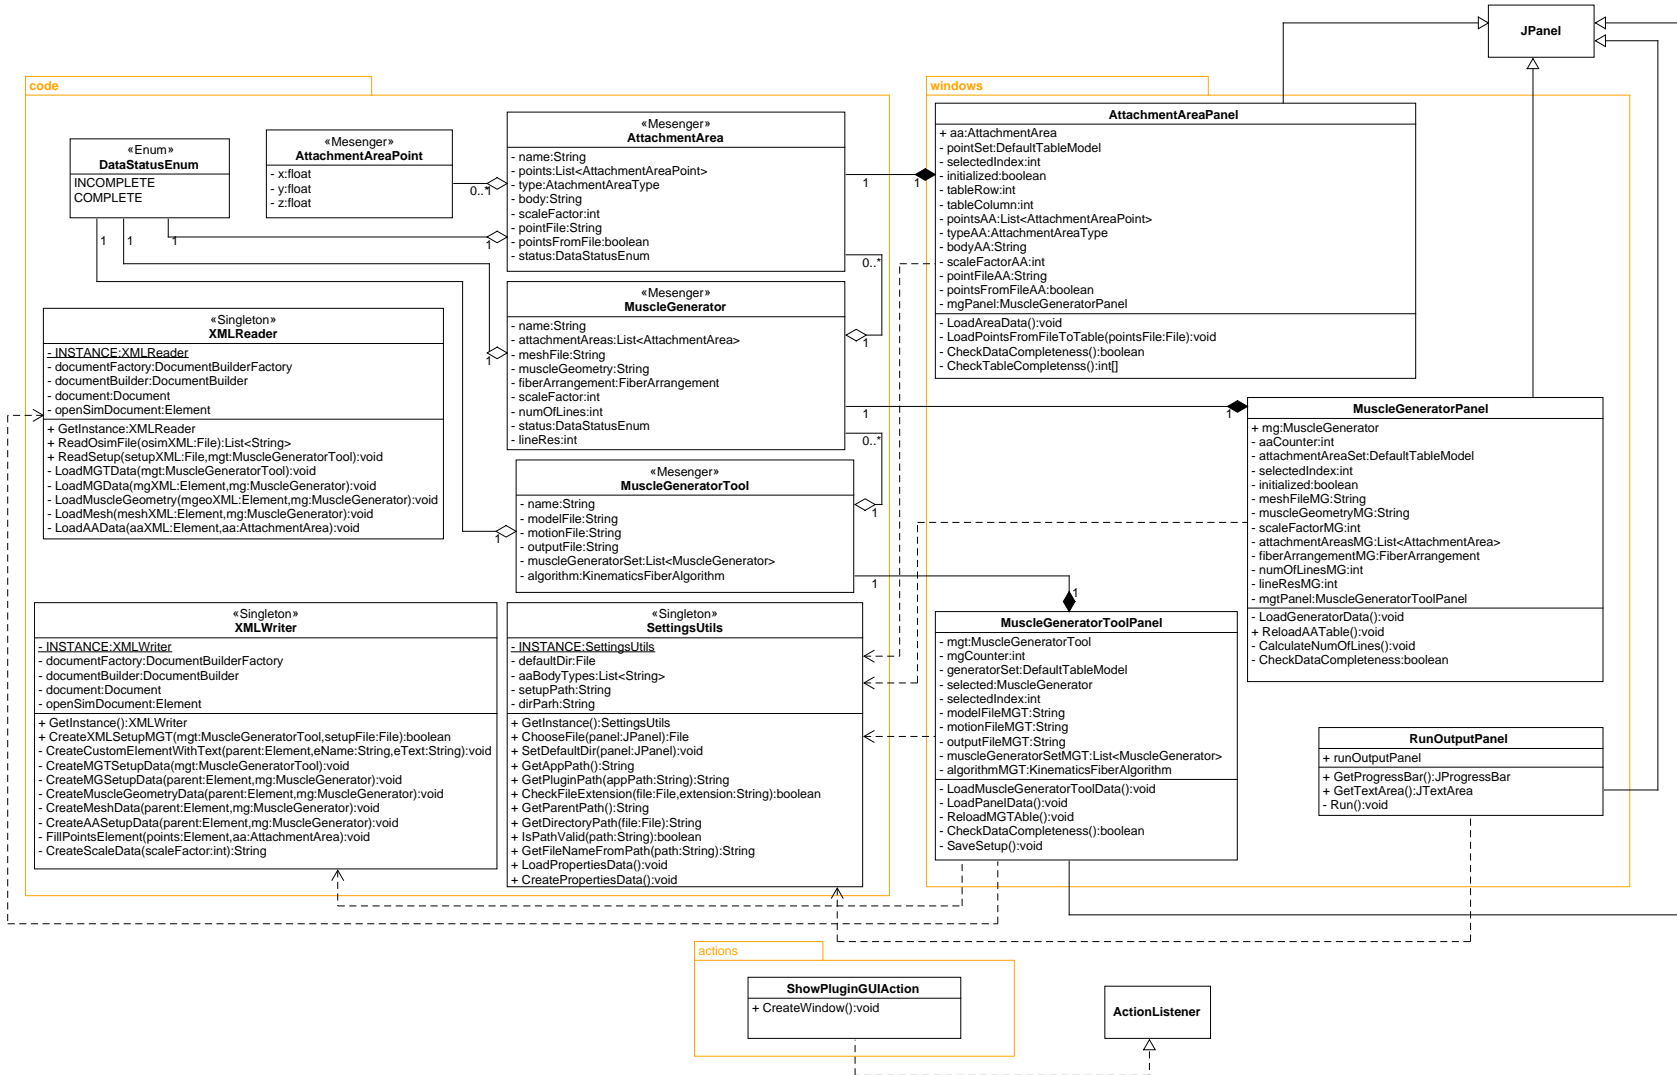 JPanel
code
windows
«Enum»
DataStatusEnum
INCOMPLETE
COMPLETE
«Mesenger»
AttachmentAreaPoint
- x:float
- y:float
- z:float
«Mesenger»
AttachmentArea
- name:String
- points:List<AttachmentAreaPoint>
- type:AtachmentAreaType
- body:String
- scaleFactor:int
- pointFile:String
- pointsFromFile:boolean
- status:DataStatusEnum
0..*
1
1
1
1
1
1
1
0..*
AttachmentAreaPanel
+ aa:AttachmentArea
- pointSet:DefaultTableModel
- selectedIndex:int
- initialized:boolean
- tableRow:int
- tableColumn:int
- pointsAA:List<AttachmentAreaPoint>
- typeAA:AttachmentAreaType
- bodyAA:String
- scaleFactorAA:int
- pointFileAA:String
- pointsFromFileAA:boolean
- mgPanel:MuscleGeneratorPanel
- LoadAreaData():void
- LoadPointsFromFileToTable(pointsFile:File):void
- CheckDataCompleteness():boolean
- CheckTableCompletenss():int[]
«Mesenger»
MuscleGenerator
- name:String
- attachmentAreas:List<AttachmentArea>
- meshFile:String
- muscleGeometry:String
- fiberArrangement:FiberArrangement
- scaleFactor:int
- numOfLines:int
- status:DataStatusEnum
- lineRes:int
1
1
1
1
0..*
«Singleton»
XMLReader
- INSTANCE:XMLReader
- documentFactory:DocumentBuilderFactory
- documentBuilder:DocumentBuilder
- document:Document
- openSimDocument:Element
+ GetInstance:XMLReader
+ ReadOsimFile(osimXML:File):List<String>
+ ReadSetup(setupXML:File,mgt:MuscleGeneratorTool):void
- LoadMGTData(mgt:MuscleGeneratorTool):void
- LoadMGData(mgXML:Element,mg:MuscleGenerator):void
- LoadMuscleGeometry(mgeoXML:Element,mg:MuscleGenerator):void
- LoadMesh(meshXML:Element,mg:MuscleGenerator):void
- LoadAAData(aaXML:Element,aa:AttachmentArea):void
MuscleGeneratorPanel
+ mg:MuscleGenerator
- aaCounter:int
- attachmentAreaSet:DefaultTableModel
- selectedIndex:int
- initialized:boolean
- meshFileMG:String
- muscleGeometryMG:String
- scaleFactorMG:int
- attachmentAreasMG:List<AttachmentArea>
- fiberArrangementMG:FiberArrangement
- numOfLinesMG:int
- lineResMG:int
- mgtPanel:MuscleGeneratorToolPanel
- LoadGeneratorData():void
+ ReloadAATable():void
- CalculateNumOfLines():void
- CheckDataCompleteness:boolean
«Mesenger»
MuscleGeneratorTool
- name:String
- modelFile:String
- motionFile:String
- outputFile:String
- muscleGeneratorSet:List<MuscleGenerator>
- algorithm:KinematicsFiberAlgorithm
1
1
1
1
«Singleton»
XMLWriter
- INSTANCE:XMLWriter
- documentFactory:DocumentBuilderFactory
- documentBuilder:DocumentBuilder
- document:Document
- openSimDocument:Element
+ GetInstance():XMLWriter
+ CreateXMLSetupMGT(mgt:MuscleGeneratorTool,setupFile:File):boolean
- CreateCustomElementWithText(parent:Element,eName:String,eText:String):void
- CreateMGTSetupData(mgt:MuscleGeneratorTool):void
- CreateMGSetupData(parent:Element,mg:MuscleGenerator):void
- CreateMuscleGeometryData(parent:Element,mg:MuscleGenerator):void
- CreateMeshData(parent:Element,mg:MuscleGenerator):void
- CreateAASetupData(parent:Element,mg:MuscleGenerator):void
- FillPointsElement(points:Element,aa:AttachmentArea):void
- CreateScaleData(scaleFactor:int):String
«Singleton»
SettingsUtils
- INSTANCE:SettingsUtils
- defaultDir:File
- aaBodyTypes:List<String>
- setupPath:String
- dirParh:String
+ GetInstance():SettingsUtils
+ ChooseFile(panel:JPanel):File
+ SetDefaultDir(panel:JPanel):void
+ GetAppPath():String
+ GetPluginPath(appPath:String):String
+ CheckFileExtension(file:File,extension:String):boolean
+ GetParentPath():String
+ GetDirectoryPath(file:File):String
+ IsPathValid(path:String):boolean
+ GetFileNameFromPath(path:String):String
+ LoadPropertiesData():void
+ CreatePropertiesData():void
MuscleGeneratorToolPanel
- mgt:MuscleGeneratorTool
- mgCounter:int
- generatorSet:DefaultTableModel
- selected:MuscleGenerator
- selectedIndex:int
- modelFileMGT:String
- motionFileMGT:String
- outputFileMGT:String
- muscleGeneratorSetMGT:List<MuscleGenerator>
- algorithmMGT:KinematicsFiberAlgorithm
- LoadMuscleGeneratorToolData():void
- LoadPanelData():void
- ReloadMGTAble():void
- CheckDataCompleteness():boolean
- SaveSetup():void
RunOutputPanel
+ runOutputPanel
+ GetProgressBar():JProgressBar
+ GetTextArea():JTextArea
- Run():void
actions
ShowPluginGUIAction
+ CreateWindow():void
ActionListener